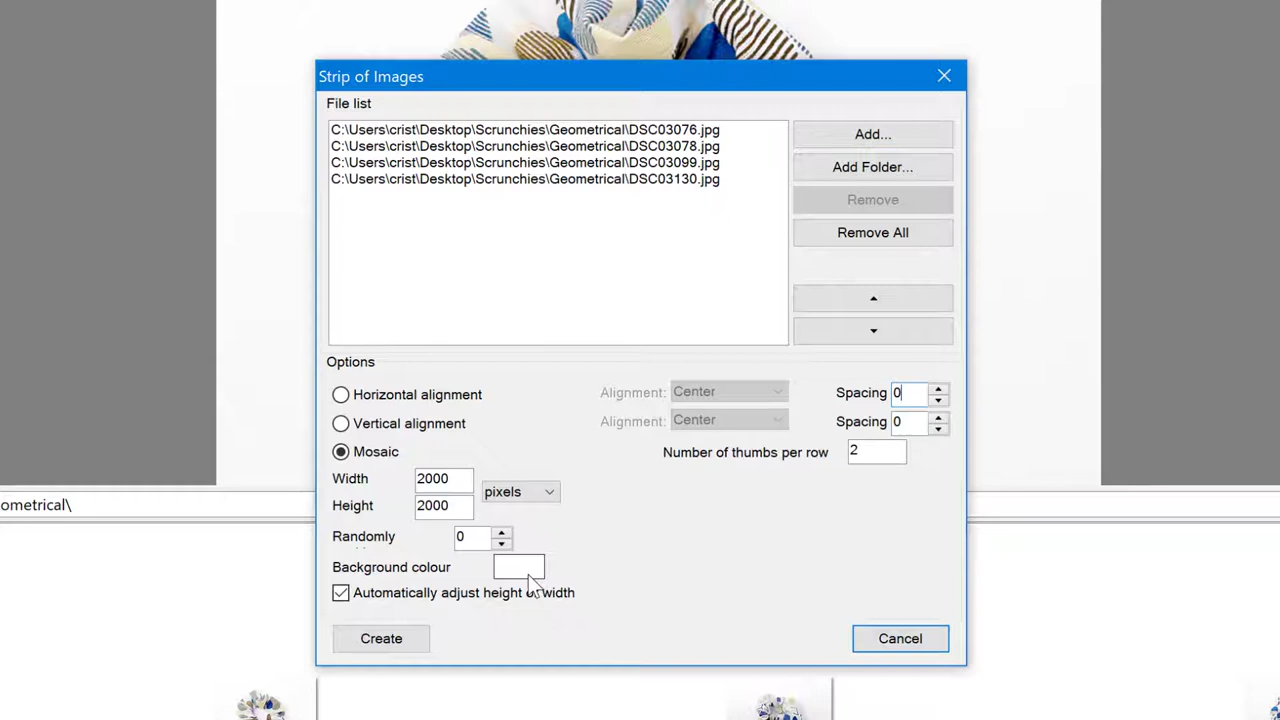 Strip of Images
File list
C:\Users\crist\Desktop\Scrunchies\Geometrical\DSC03076.jpg
C:\Users\crist\Desktop\Scrunchies\Geometrical\DSC03078.jpg
C:\Users\crist\Desktop\Scrunchies\Geometrical\DSC03099.jpg
C:\Users\crist\Desktop\Scrunchies\Geometrical\DSC03130.jpg
Add...
Add Folder...
Remove
Remove All
Options
Horizontal alignment Alignment: Center Spacing 0
Vertical alignment Alignment: Center Spacing 0
Mosaic Number of thumbs per row 2
Width 2000
pixels
Height 2000
ometrical\
Randomly 0
Background colour
Automatically adjust height or width
Create Cancel